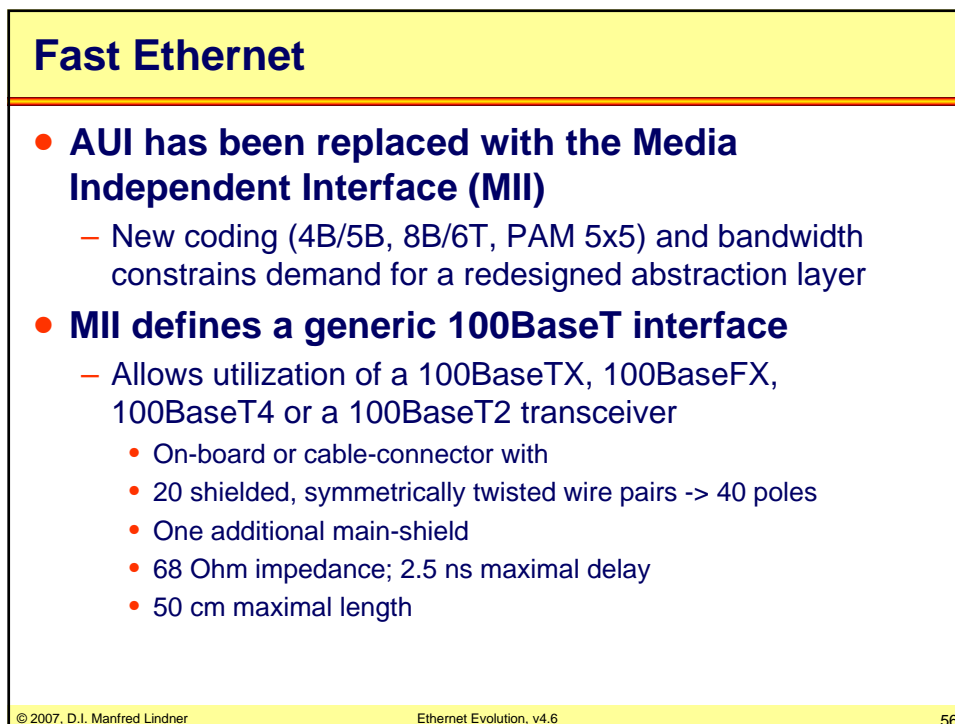 Fast Ethernet
• AUI has been replaced with the Media
Independent Interface (MII)
– New coding (4B/5B, 8B/6T, PAM 5x5) and bandwidth
constrains demand for a redesigned abstraction layer
• MII defines a generic 100BaseT interface
– Allows utilization of a 100BaseTX, 100BaseFX,
100BaseT4 or a 100BaseT2 transceiver
• On-board or cable-connector with
• 20 shielded, symmetrically twisted wire pairs -> 40 poles
• One additional main-shield
• 68 Ohm impedance; 2.5 ns maximal delay
• 50 cm maximal length
© 2007, D.I. Manfred Lindner Ethernet Evolution, v4.6 56